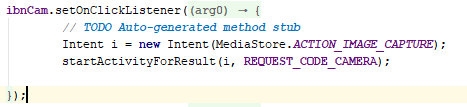 ibnCam.setOnClickListener((arg0) → {
// TODO Auto-generated method stub
Intent i = new Intent(MediaStore.ACTION_IMAGE_CAPTURE);
startActivityForResult(i, REQUEST_CODE_CAMERA);
});